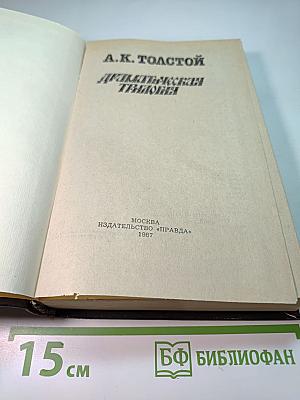 А.К. ТОЛСТОЙ
ДРАМАТИЧЕСКАЯ
ТРИЛОГИЯ
МОСКВА
ИЗДАТЕЛЬСТВО «ПРАВДА»
1987
15 см
БФ БИБЛИОФАН